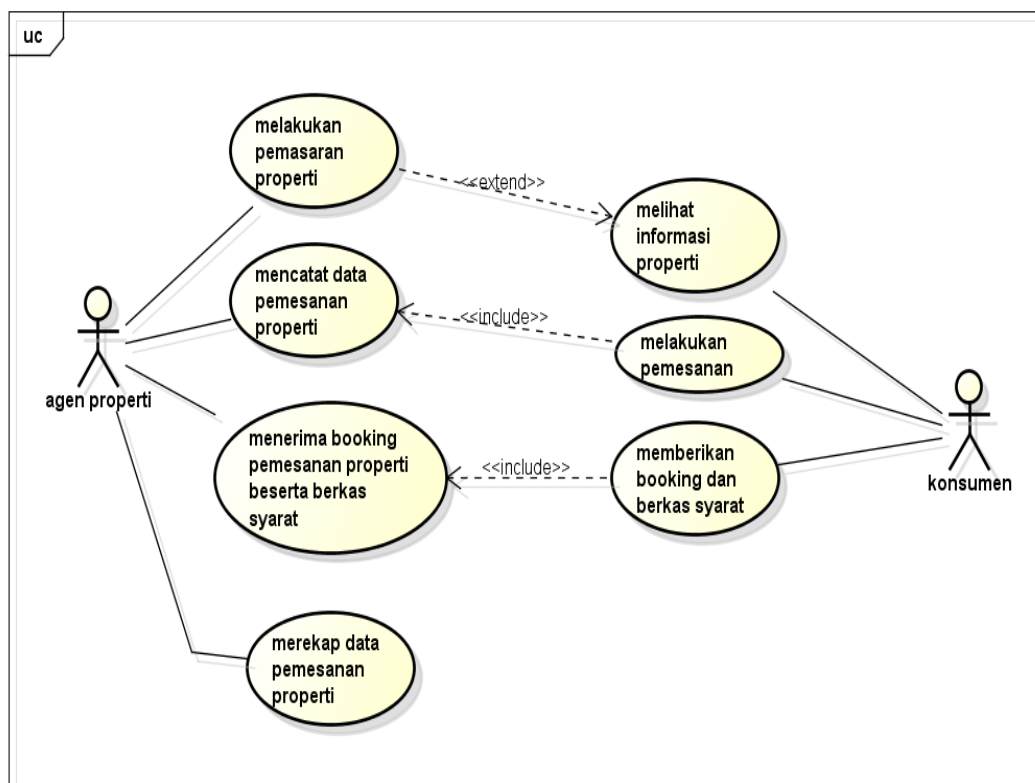 uc
melakukan
pemasaran
properti
<<extend>>
melihat
informasi
properti
mencatat data
pemesanan
properti
<<include>>
melakukan
pemesanan
agen properti
menerima booking
pemesanan properti
beserta berkas
syarat
<<include>>
memberikan
booking dan
berkas syarat
konsumen
merekap data
pemesanan
properti